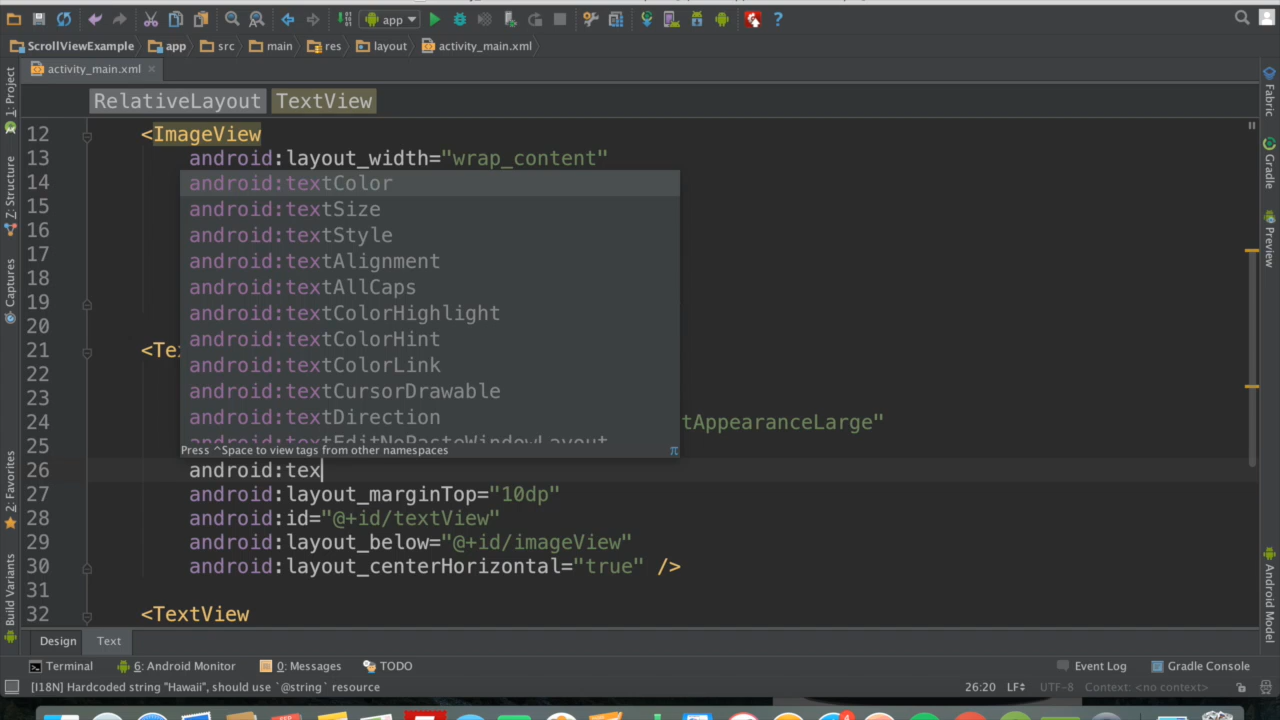 app
ScrollViewExample app src main res layout activity_main.xml
activity_main.xml
RelativeLayout TextView
12 <ImageView
13 android:layout_width="wrap_content"
14 android:textColor
15 android:textSize
16 android:textStyle
17 android:textAlignment
18 android:textAllCaps
19 android:textColorHighlight
20 android:textColorHint
21 <Te android:textColorLink
22 android:textCursorDrawable
23 android:textDirection
24 tAppearanceLarge"
android:textEditNoPasteWindowLayout
25 Press ^Space to view tags from other namespaces π
26 android:tex
27 android:layout_marginTop="10dp"
28 android:id="@+id/textView"
29 android:layout_below="@+id/imageView"
30 android:layout_centerHorizontal="true" />
31
32 <TextView
Design Text
Terminal 6: Android Monitor 0: Messages TODO Event Log Gradle Console
[I18N] Hardcoded string "Hawaii", should use `@string` resource 26:20 LF UTF-8 Context: <no context>
1: Project
Z: Structure
Captures
2: Favorites
Build Variants
Fabric
Gradle
Preview
Android Model